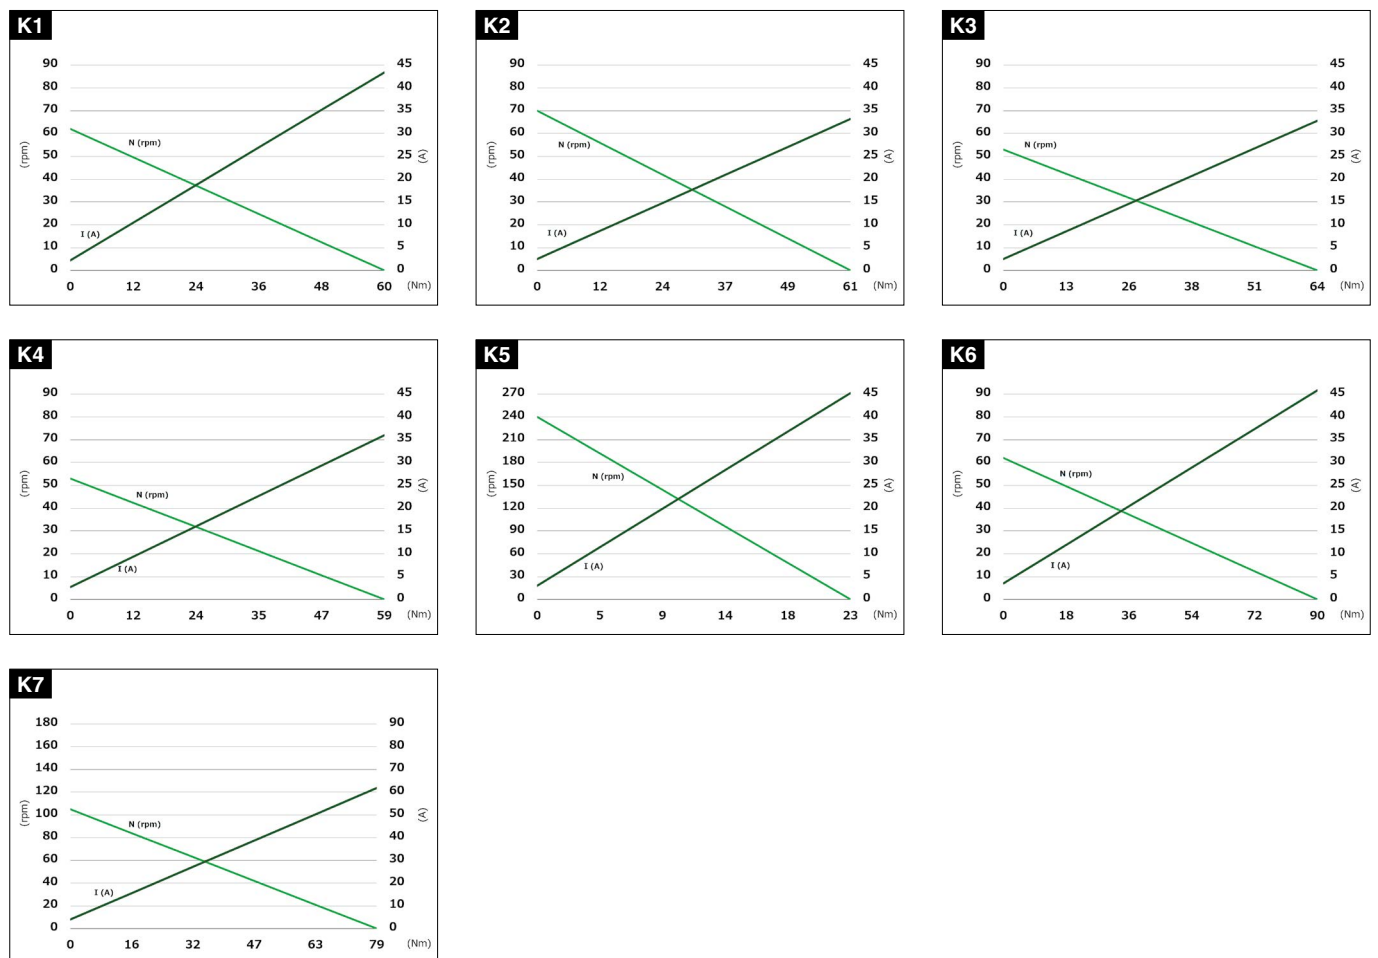 K1
90 45
80 40
70 35
60 N (rpm) 30
(rpm) 50 25 (A)
40 20
30 15
20 I (A) 10
10 5
0 0
0 12 24 36 48 60 (Nm)
K2
90 45
80 40
70 35
60 N (rpm) 30
(rpm) 50 25 (A)
40 20
30 15
20 I (A) 10
10 5
0 0
0 12 24 37 49 61 (Nm)
K3
90 45
80 40
70 35
60 N (rpm) 30
(rpm) 50 25 (A)
40 20
30 15
20 I (A) 10
10 5
0 0
0 13 26 38 51 64 (Nm)
K4
90 45
80 40
70 35
60 30
(rpm) 50 N (rpm) 25 (A)
40 20
30 15
20 10
10 I (A) 5
0 0
0 12 24 35 47 59 (Nm)
K5
270 45
240 40
210 35
180 30
(rpm) 150 N (rpm) 25 (A)
120 20
90 15
60 10
30 I (A) 5
0 0
0 5 9 14 18 23 (Nm)
K6
90 45
80 40
70 35
60 N (rpm) 30
(rpm) 50 25 (A)
40 20
30 15
20 I (A) 10
10 5
0 0
0 18 36 54 72 90 (Nm)
K7
180 90
160 80
140 70
120 60
(rpm) 100 N (rpm) 50 (A)
80 40
60 30
40 I (A) 20
20 10
0 0
0 16 32 47 63 79 (Nm)